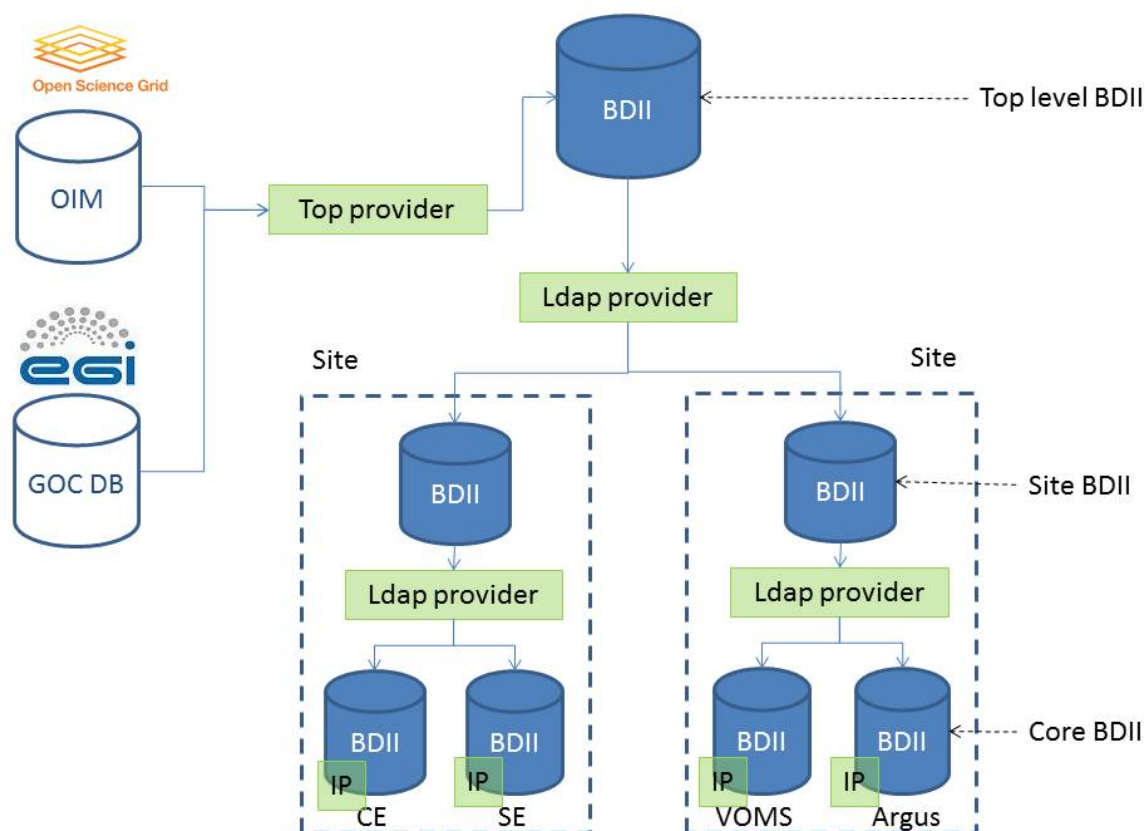 Open Science Grid
OIM
Top provider
BDII
Top level BDII
Ldap provider
egi
GOC DB
Site
Site
BDII
BDII
Site BDII
Ldap provider
Ldap provider
BDII
BDII
BDII
BDII
Core BDII
IP
IP
IP
IP
CE
SE
VOMS
Argus